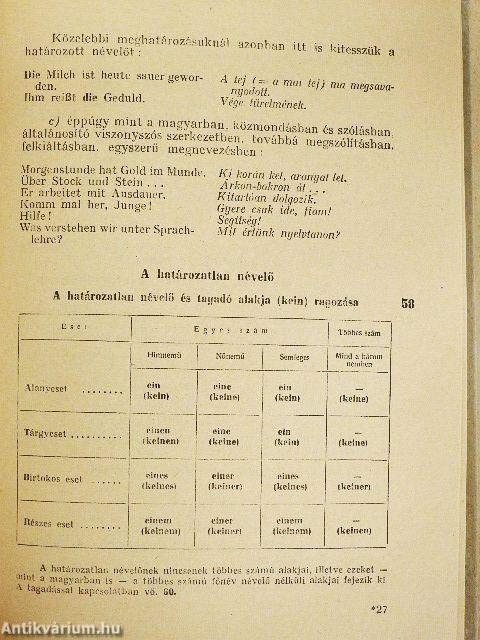 Közelebbi meghatározásuknál azonban itt is kitesszük a
határozott névelőt:
Die Milch ist heute sauer gewor-
den.
A tej (= a mai tej) ma megsava-
nyodott.
Ihm reißt die Geduld.
Vége türelmének.
c) éppúgy mint a magyarban, közmondásban és szólásban,
általánosító viszonyszós szerkezetben, továbbá megszólításban,
felkiáltásban, egyszerű megnevezésben:
Morgenstunde hat Gold im Munde.
Ki korán kel, aranyat lel.
Über Stock und Stein . . .
Árkon-bokron át . . .
Er arbeitet mit Ausdauer.
Kitartóan dolgozik.
Komm mal her, Junge!
Gyere csak ide, fiam!
Hilfe!
Segítség!
Was verstehen wir unter Sprach-
lehre?
Mit értünk nyelvtanon?
A határozatlan névelő
A határozatlan névelő és tagadó alakja (kein) ragozása 58
Eset Egyes szám Többes szám
Hímnemű Nőnemű Semleges Mind a három
nemben
Alanyeset ........ ein eine ein —
(kein) (keine) (kein) (keine)
Tárgyeset .......... einen eine ein —
(keinen) (keine) (kein) (keine)
Birtokos eset ...... eines einer eines —
(keines) (keiner) (keines) (keiner)
Részes eset ........ einem einer einem —
(keinem) (keiner) (keinem) (keinen)
A határozatlan névelőnek nincsenek többes számú alakjai, illetve ezeket —
mint a magyarban is — a többes számú főnév névelő nélküli alakjai fejezik ki
A tagadással kapcsolatban vö. 60.
*27
Antikvárium.hu